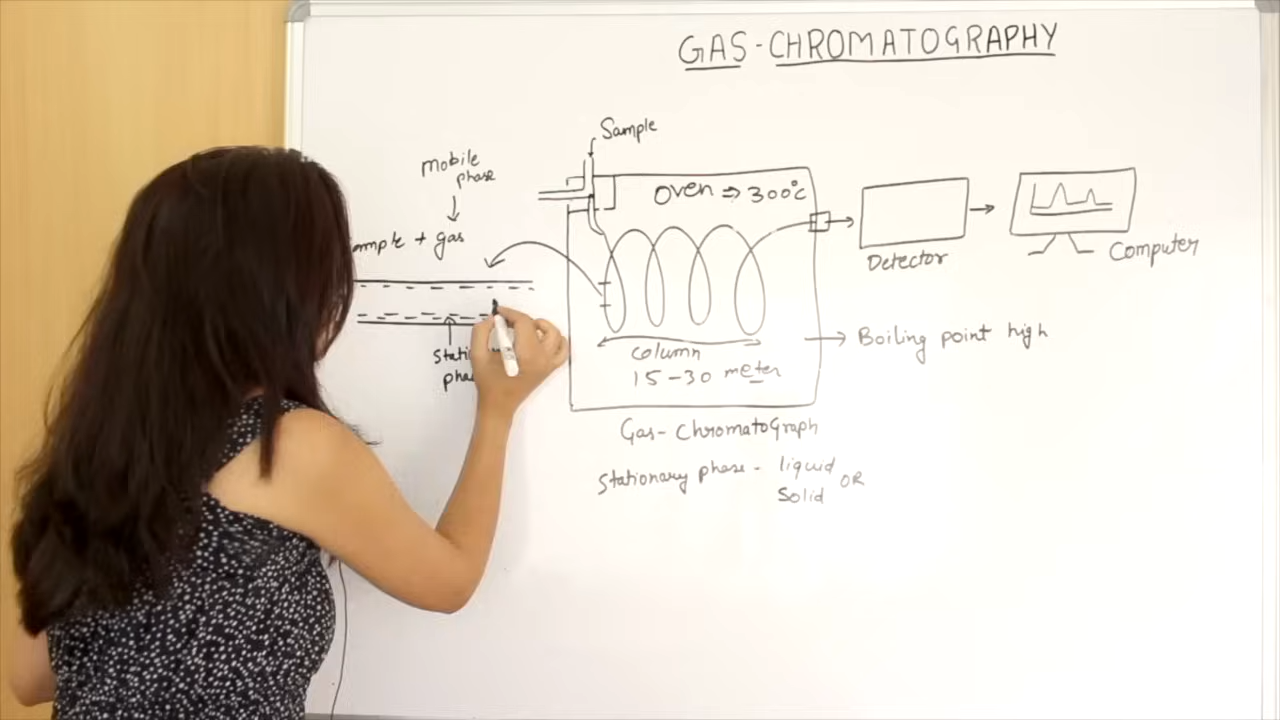 GAS-CHROMATOGRAPHY
Sample
mobile
phase
+ gas
oven ⇒ 300°C
Detector
Computer
column
15-30 meter
Boiling point high
Gas-Chromatograph
Stationary phase - liquid
OR
Solid